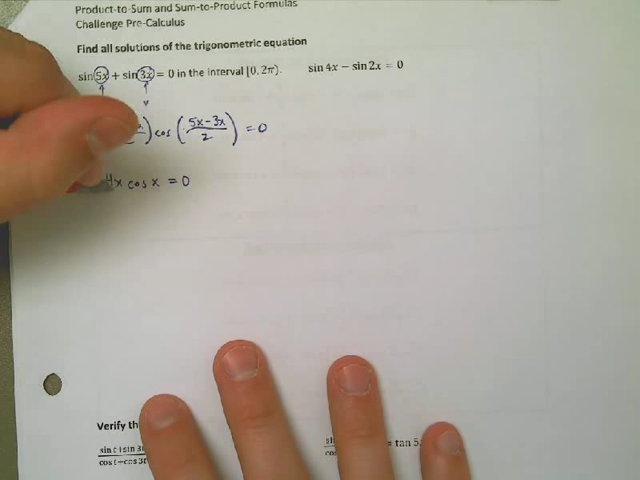 Product-to-Sum and Sum-to-Product Formulas
Challenge Pre-Calculus
Find all solutions of the trigonometric equation
sin 5x + sin 3x = 0 in the interval [0, 2π). sin 4x − sin 2x = 0
cos (5x-3x/2) = 0
4x cos x = 0
Verify th
= tan 5